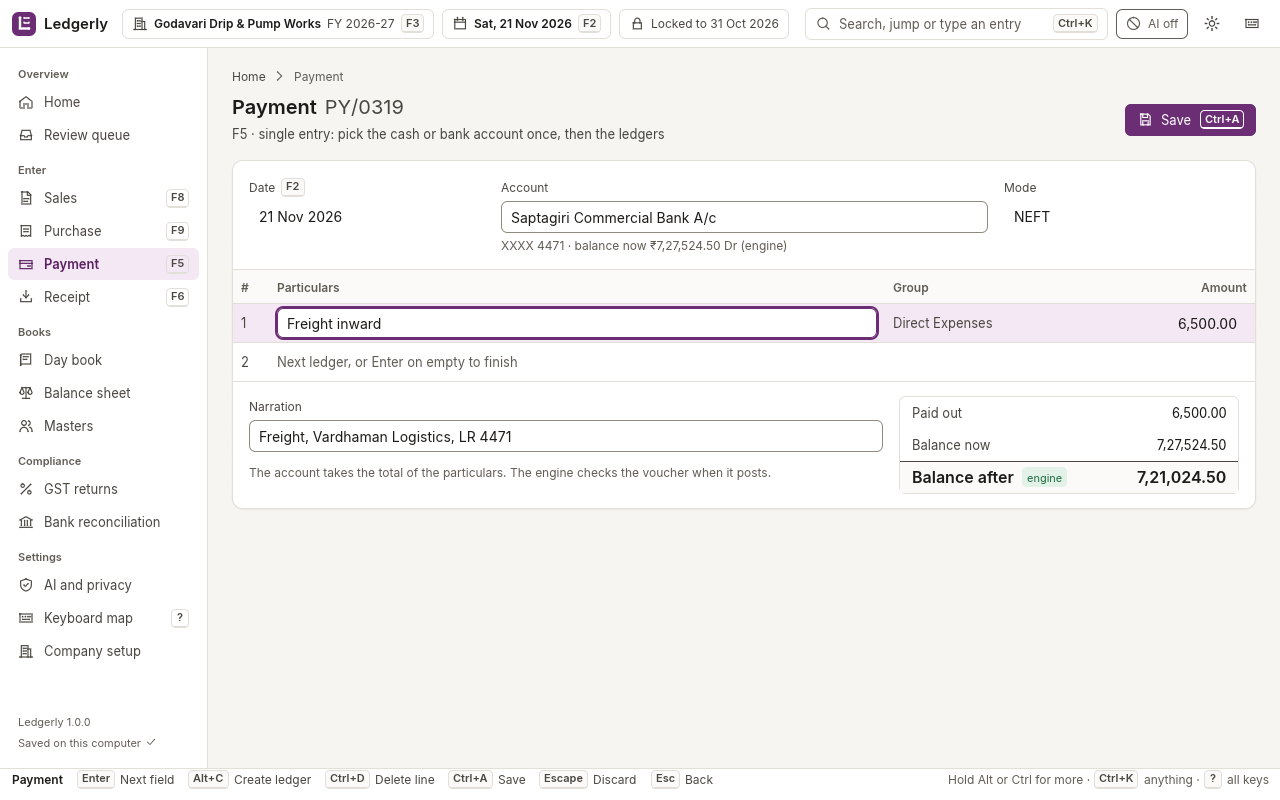 Ledgerly
Godavari Drip & Pump Works FY 2026-27 F3
Sat, 21 Nov 2026 F2
Locked to 31 Oct 2026
Search, jump or type an entry Ctrl+K
AI off
Overview
Home
Review queue
Enter
Sales F8
Purchase F9
Payment F5
Receipt F6
Books
Day book
Balance sheet
Masters
Compliance
GST returns
Bank reconciliation
Settings
AI and privacy
Keyboard map ?
Company setup
Ledgerly 1.0.0
Saved on this computer
Home > Payment
Payment PY/0319
F5 · single entry: pick the cash or bank account once, then the ledgers
Save Ctrl+A
Date F2
21 Nov 2026
Account
Saptagiri Commercial Bank A/c
XXXX 4471 · balance now ₹7,27,524.50 Dr (engine)
Mode
NEFT
# Particulars Group Amount
1 Freight inward Direct Expenses 6,500.00
2 Next ledger, or Enter on empty to finish
Narration
Freight, Vardhaman Logistics, LR 4471
The account takes the total of the particulars. The engine checks the voucher when it posts.
Paid out 6,500.00
Balance now 7,27,524.50
Balance after engine 7,21,024.50
Payment Enter Next field Alt+C Create ledger Ctrl+D Delete line Ctrl+A Save Escape Discard Esc Back
Hold Alt or Ctrl for more · Ctrl+K anything · ? all keys